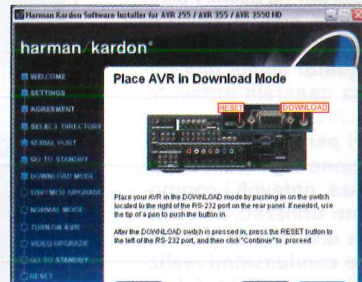 Harman Kardon Software Installer for AVR 255 / AVR 355 / AVR 3550 HD
harman/kardon®
WELCOME
SETTINGS
AGREEMENT
SELECT DIRECTORY
SERIAL PORT
GO TO STANDBY
DOWNLOAD MODE
DSP/MCU UPGRADE
NORMAL MODE
TURN ON AVR
VIDEO UPGRADE
GO TO STANDBY
RESET
Place AVR in Download Mode
RESET
DOWNLOAD
Place your AVR in the DOWNLOAD mode by pushing in on the switch
located to the right of the RS-232 port on the rear panel. If needed, use
the tip of a pen to push the button in.
After the DOWNLOAD switch is pressed in, press the RESET button to
the left of the RS-232 port, and then click "Continue" to proceed.